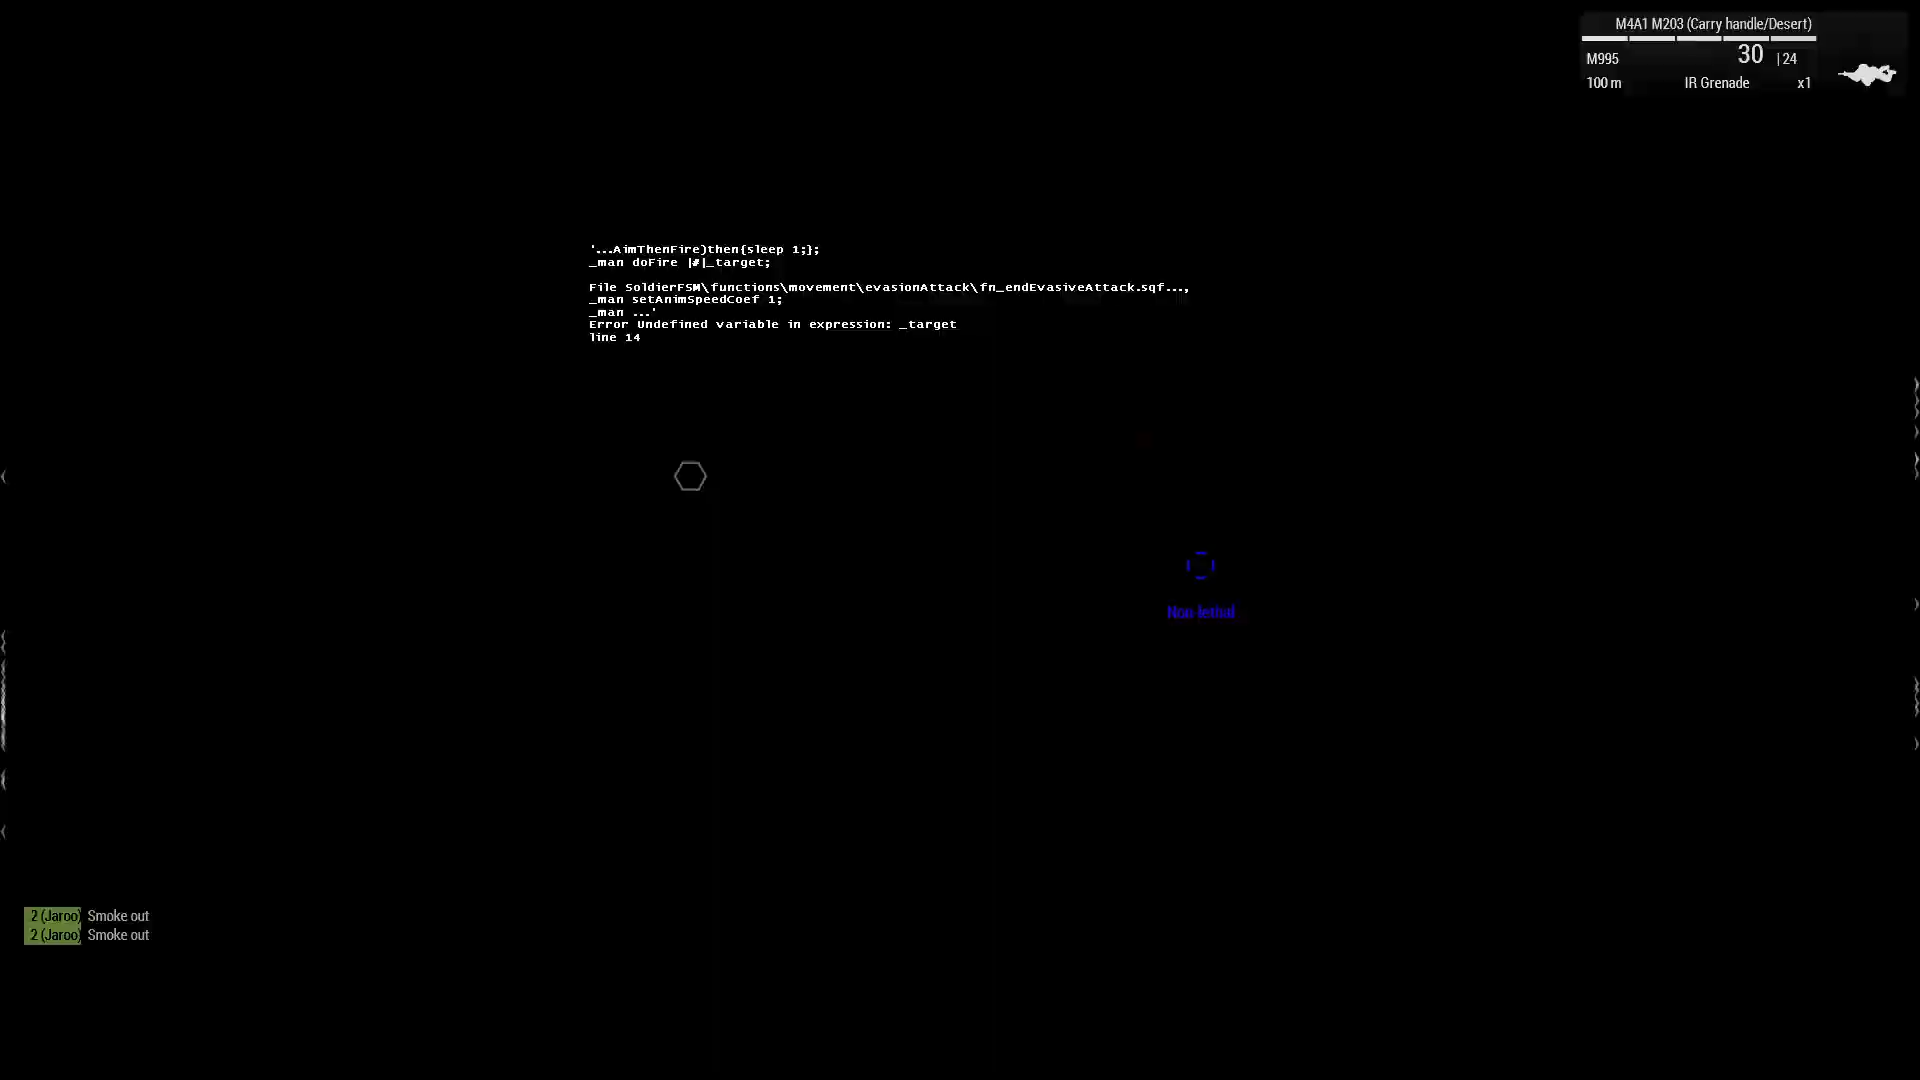 M4A1 M203 (Carry handle/Desert)
M995 30 |24
100 m IR Grenade x1
'...AimThenFire)then{sleep 1;};
_man doFire |#|_target;
File SoldierFSM\functions\movement\evasionAttack\fn_endEvasiveAttack.sqf...,
_man setAnimSpeedCoef 1;
_man ...'
Error Undefined variable in expression: _target
line 14
Non-lethal
2 (Jaroo) Smoke out
2 (Jaroo) Smoke out